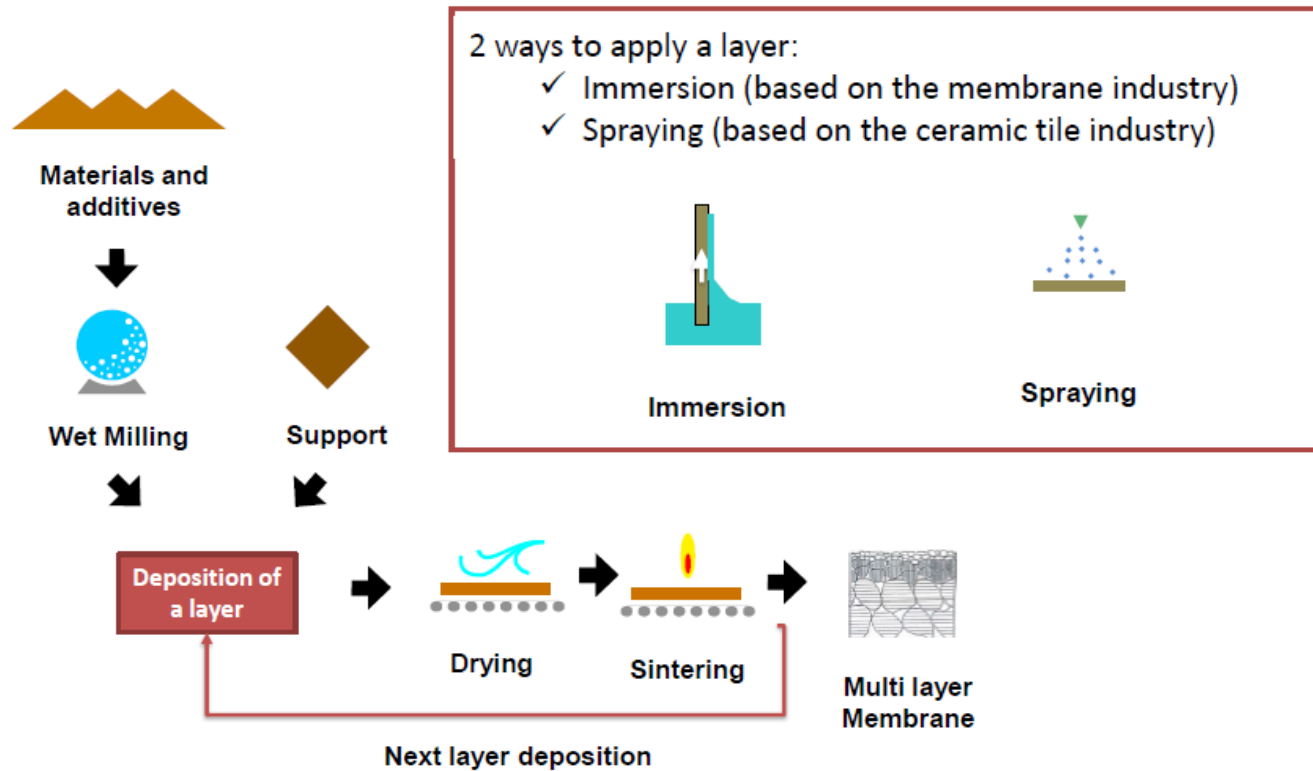 2 ways to apply a layer:
✓ Immersion (based on the membrane industry)
✓ Spraying (based on the ceramic tile industry)
Materials and
additives
Immersion
Spraying
Wet Milling
Support
Deposition of
a layer
Drying
Sintering
Multi layer
Membrane
Next layer deposition